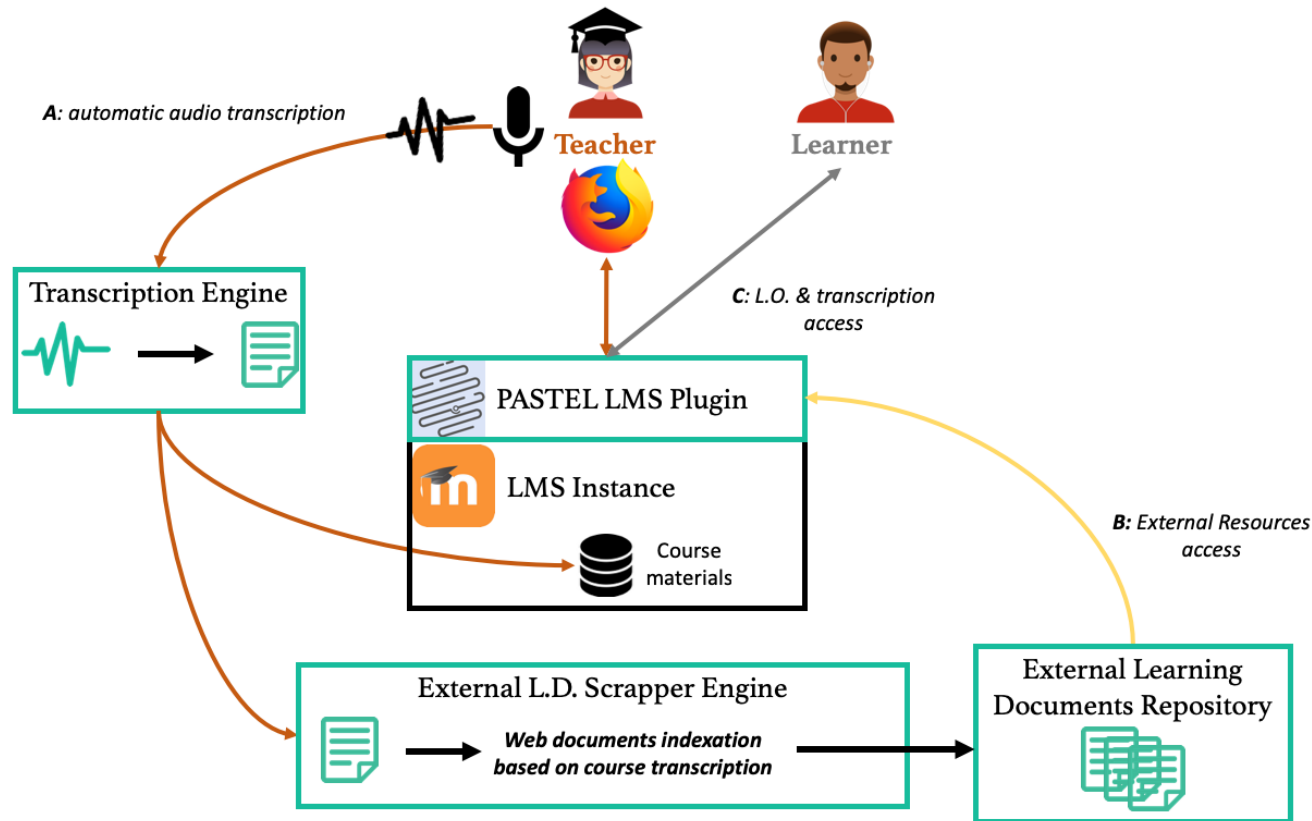 A: automatic audio transcription
Teacher
Learner
Transcription Engine
C: L.O. & transcription
access
PASTEL LMS Plugin
LMS Instance
Course
materials
B: External Resources
access
External L.D. Scrapper Engine
Web documents indexation
based on course transcription
External Learning
Documents Repository